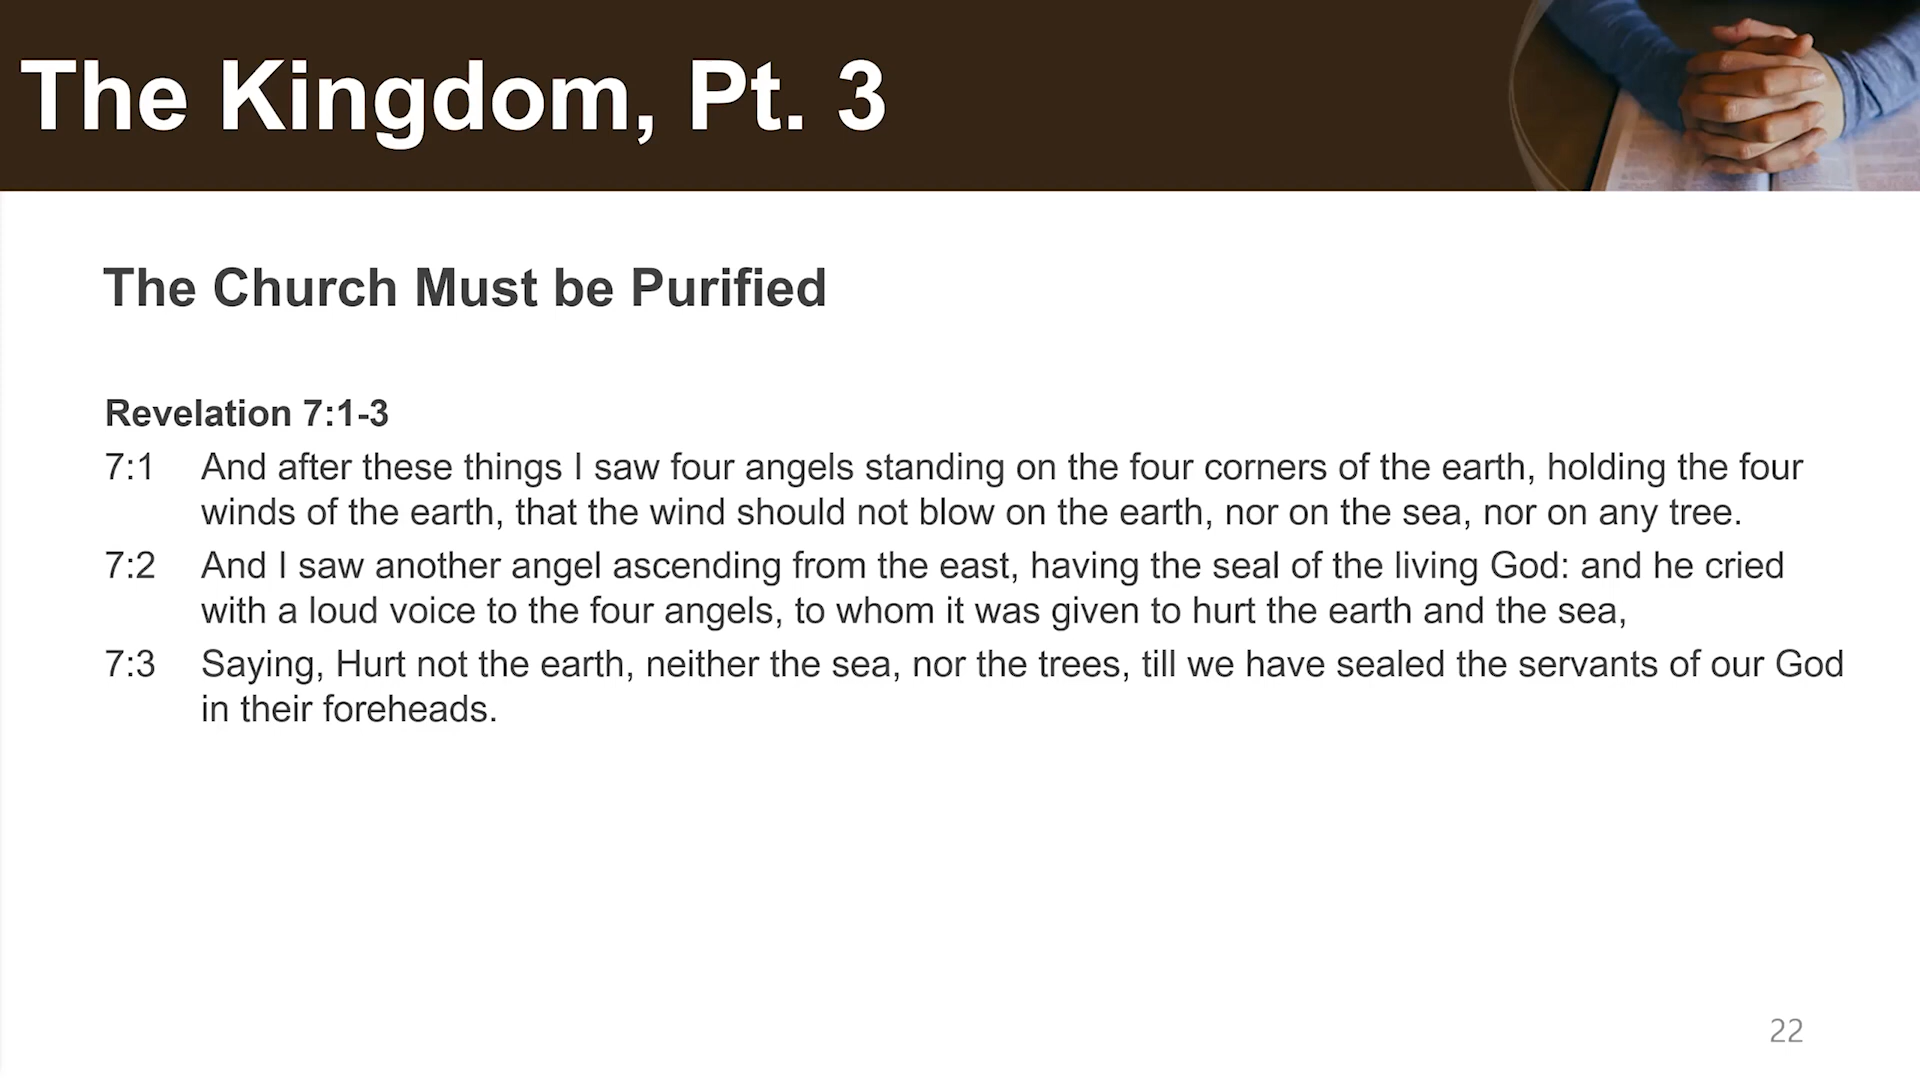 The Kingdom, Pt. 3
The Church Must be Purified
Revelation 7:1-3
7:1 And after these things I saw four angels standing on the four corners of the earth, holding the four
winds of the earth, that the wind should not blow on the earth, nor on the sea, nor on any tree.
7:2 And I saw another angel ascending from the east, having the seal of the living God: and he cried
with a loud voice to the four angels, to whom it was given to hurt the earth and the sea,
7:3 Saying, Hurt not the earth, neither the sea, nor the trees, till we have sealed the servants of our God
in their foreheads.
22